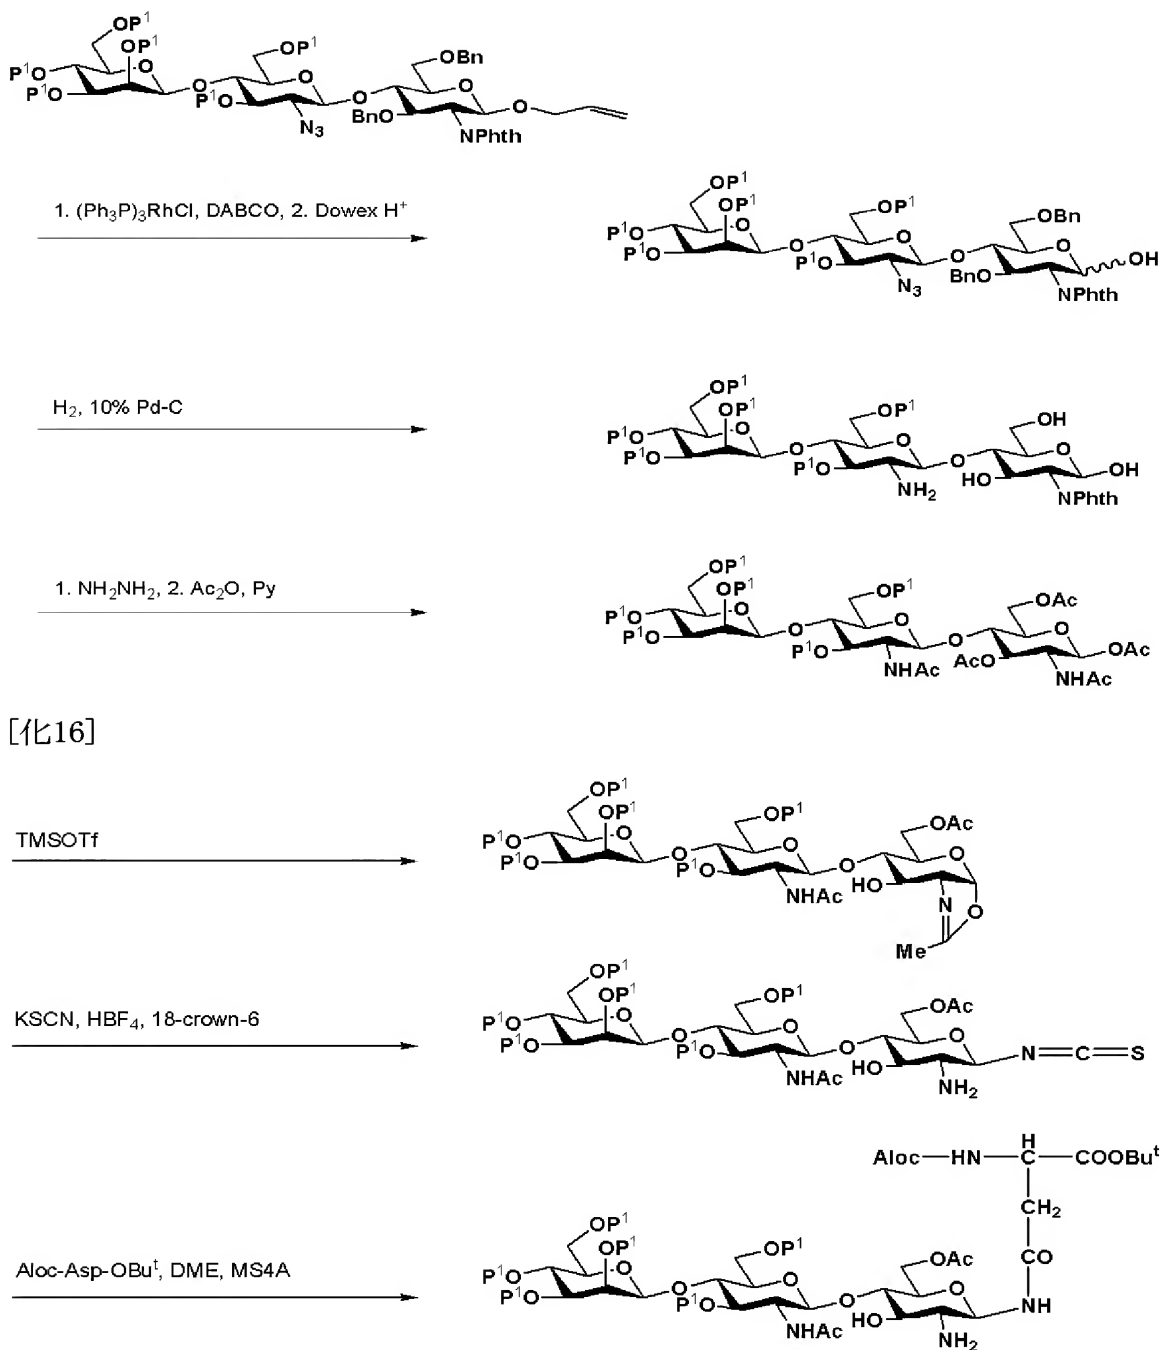 OP¹
OP¹
OP¹
OBn
P¹O
O
O
O
O
O
O
P¹O
P¹O
BnO
N₃
NPhth
1. (Ph₃P)₃RhCl, DABCO, 2. Dowex H⁺
OP¹
OP¹
OP¹
OBn
P¹O
O
O
O
O
O
OH
P¹O
P¹O
BnO
N₃
NPhth
H₂, 10% Pd-C
OP¹
OP¹
OP¹
OH
P¹O
O
O
O
O
O
OH
P¹O
P¹O
HO
NH₂
NPhth
1. NH₂NH₂, 2. Ac₂O, Py
OP¹
OP¹
OP¹
OAc
P¹O
O
O
O
O
O
OAc
P¹O
P¹O
AcO
NHAc
NHAc
[化16]
TMSOTf
OP¹
OP¹
OP¹
OAc
P¹O
O
O
O
O
O
P¹O
P¹O
HO
NHAc
N
O
Me
KSCN, HBF₄, 18-crown-6
OP¹
OP¹
OP¹
OAc
P¹O
O
O
O
O
O
N=C=S
P¹O
P¹O
HO
NHAc
NH₂
Aloc-Asp-OBuᵗ, DME, MS4A
Aloc—HN—C—COOBuᵗ
H
CH₂
CO
NH
OP¹
OP¹
OP¹
OAc
P¹O
O
O
O
O
O
P¹O
P¹O
HO
NHAc
NH₂